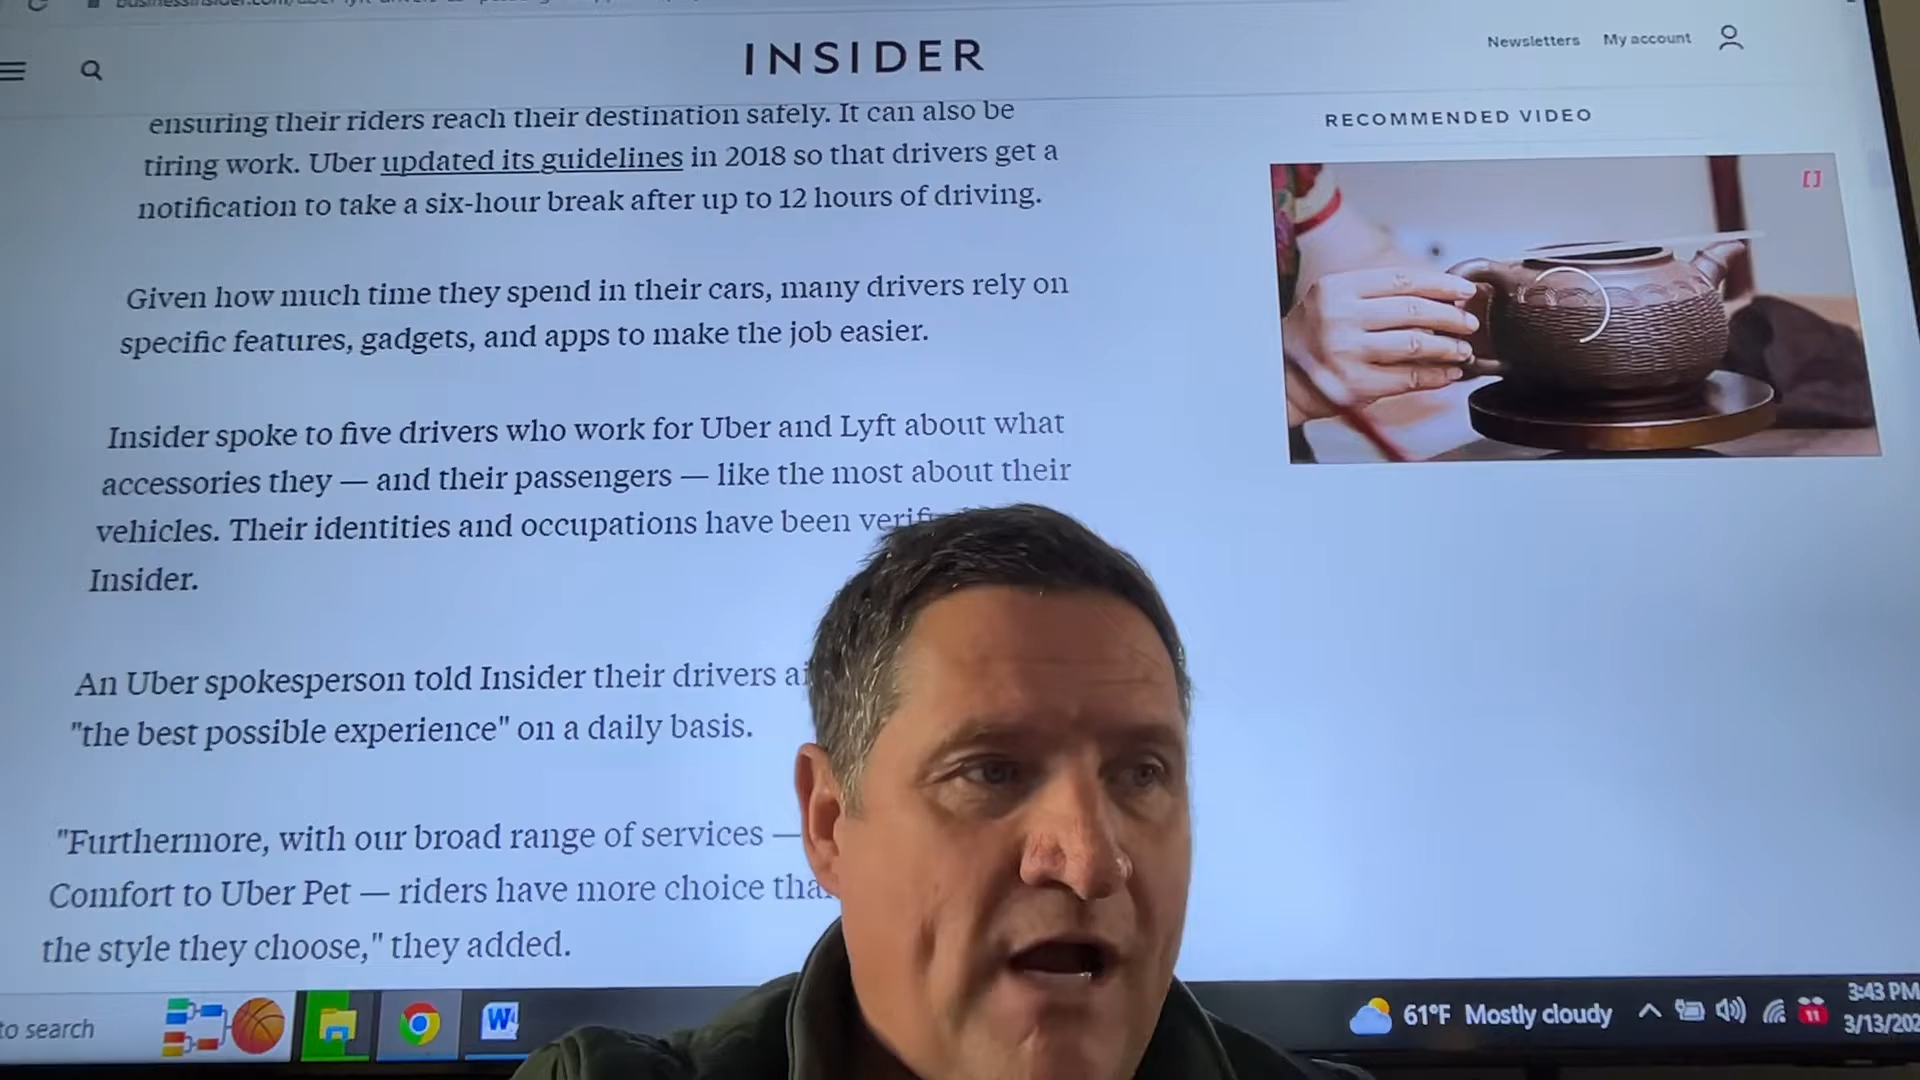 INSIDER
Newsletters My account
ensuring their riders reach their destination safely. It can also be
tiring work. Uber updated its guidelines in 2018 so that drivers get a
notification to take a six-hour break after up to 12 hours of driving.
Given how much time they spend in their cars, many drivers rely on
specific features, gadgets, and apps to make the job easier.
Insider spoke to five drivers who work for Uber and Lyft about what
accessories they — and their passengers — like the most about their
vehicles. Their identities and occupations have been
Insider.
An Uber spokesperson told Insider their drivers
"the best possible experience" on a daily basis.
"Furthermore, with our broad range of services —
Comfort to Uber Pet — riders have more choice
the style they choose," they added.
RECOMMENDED VIDEO
to search
W
61°F Mostly cloudy
11
3:43 PM
3/13/202